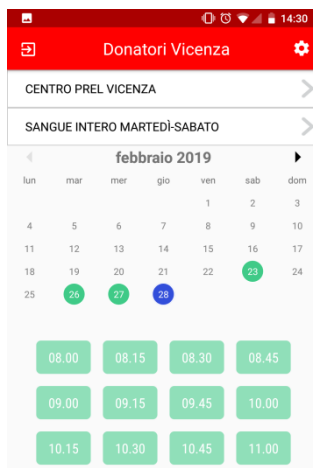 14:30
Donatori Vicenza
CENTRO PREL VICENZA
SANGUE INTERO MARTEDÌ-SABATO
febbraio 2019
lun mar mer gio ven sab dom
1 2 3
4 5 6 7 8 9 10
11 12 13 14 15 16 17
18 19 20 21 22 23 24
25 26 27 28
08.00 08.15 08.30 08.45
09.00 09.15 09.45 10.00
10.15 10.30 10.45 11.00